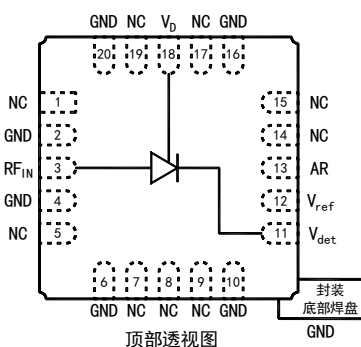 GND NC V_D NC GND
20 19 18 17 16
NC 1
15 NC
GND 2
14 NC
RF_IN 3
13 AR
GND 4
12 V_ref
NC 5
11 V_det
6 7 8 9 10
GND NC NC NC GND
封装
底部焊盘
GND
顶部透视图